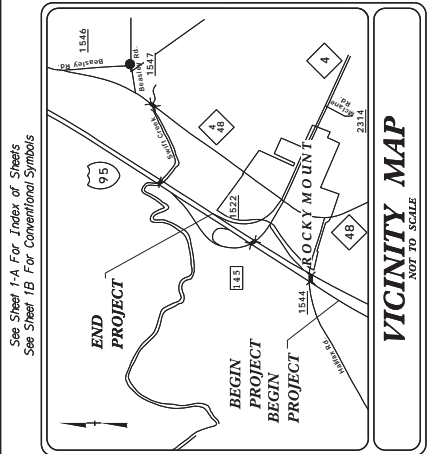 See Sheet 1-A For Index of Sheets
See Sheet 1B For Conventional Symbols
1546
Beasley Rd.
Beasley Rd.
1547
Swift Creek
95
4
48
4
McLane Rd.
2314
1522
ROCKY MOUNT
145
48
1544
Halifax Rd
END
PROJECT
BEGIN
PROJECT
BEGIN
PROJECT
VICINITY MAP
NOT TO SCALE